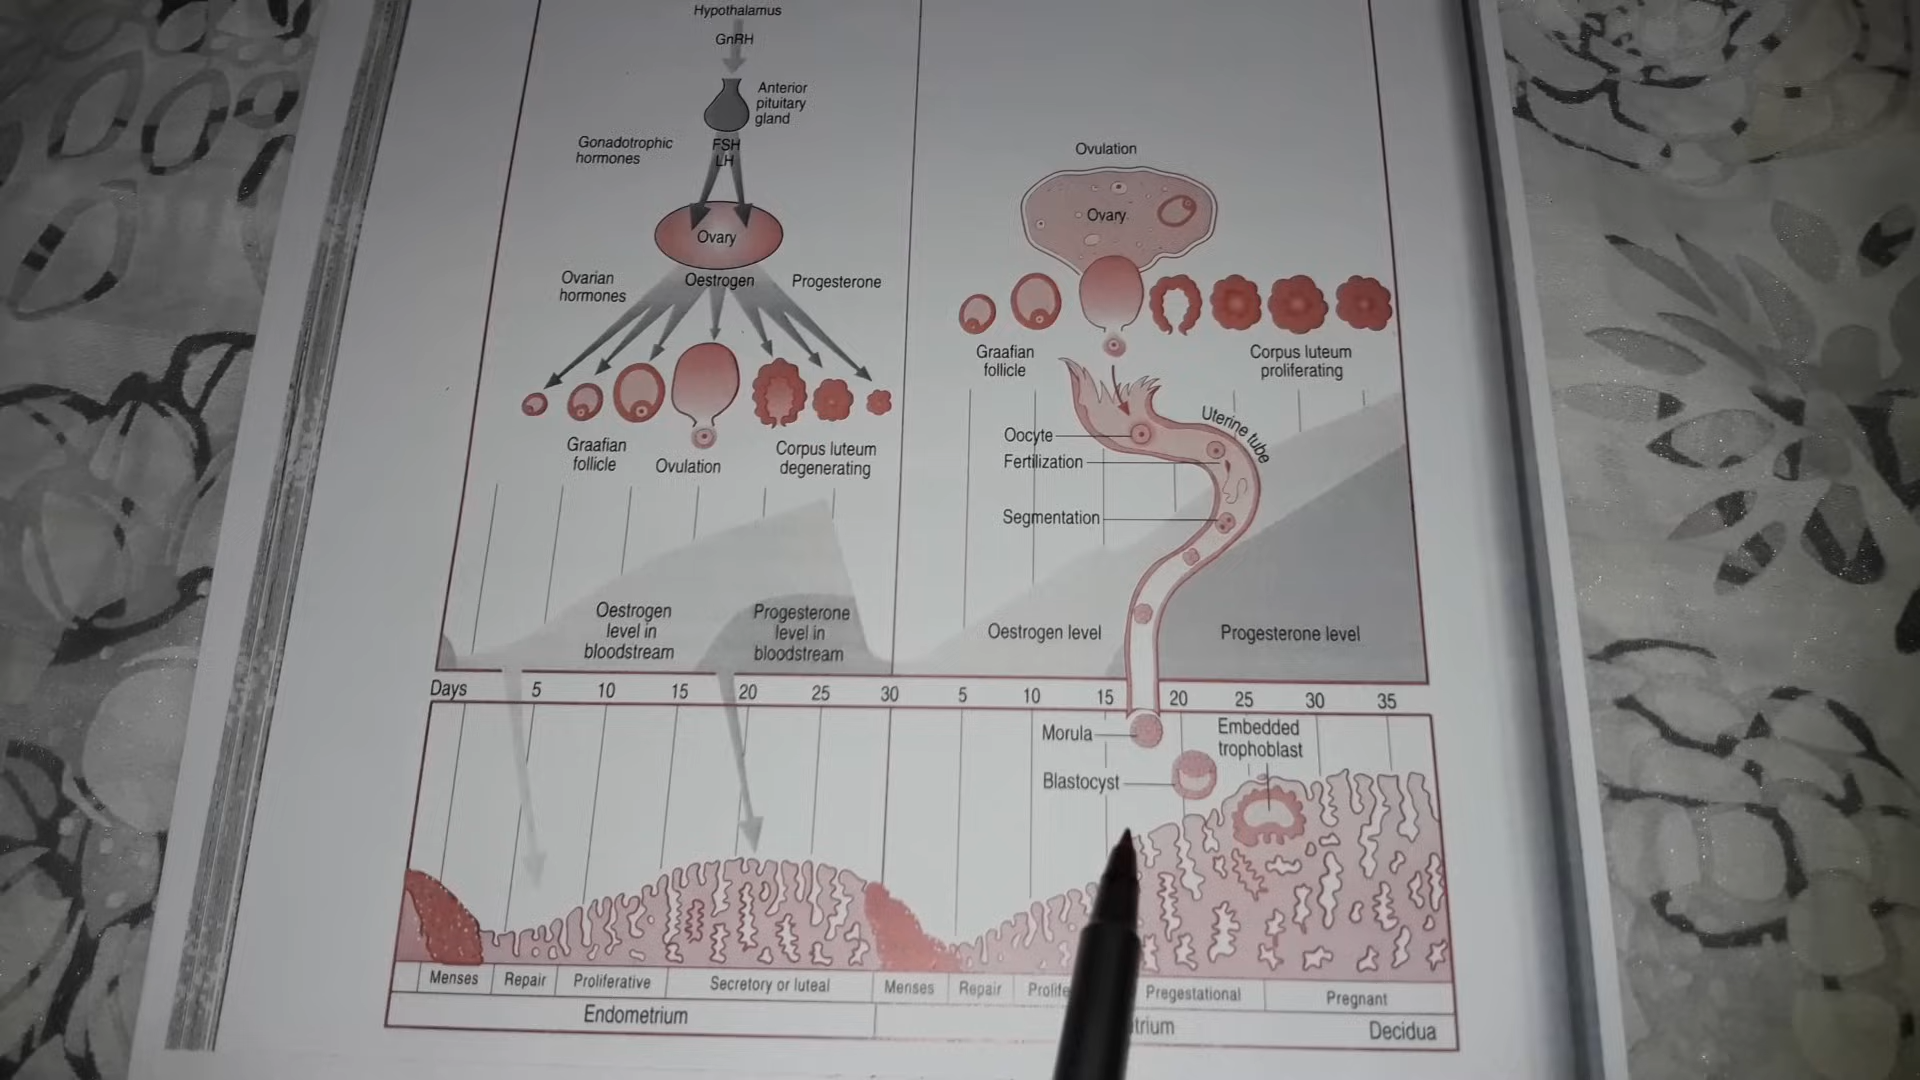 Hypothalamus
GnRH
Anterior
pituitary
gland
Gonadotrophic
hormones
FSH
LH
Ovary
Ovarian
hormones
Oestrogen
Progesterone
Graafian
follicle
Ovulation
Corpus luteum
degenerating
Oestrogen
level in
bloodstream
Progesterone
level in
bloodstream
Ovulation
Ovary
Graafian
follicle
Corpus luteum
proliferating
Uterine tube
Oocyte
Fertilization
Segmentation
Oestrogen level
Progesterone level
Days 5 10 15 20 25 30 5 10 15 20 25 30 35
Morula
Embedded
trophoblast
Blastocyst
Menses Repair Proliferative Secretory or luteal Menses Repair Prolife Pregestational Pregnant
Endometrium trium Decidua